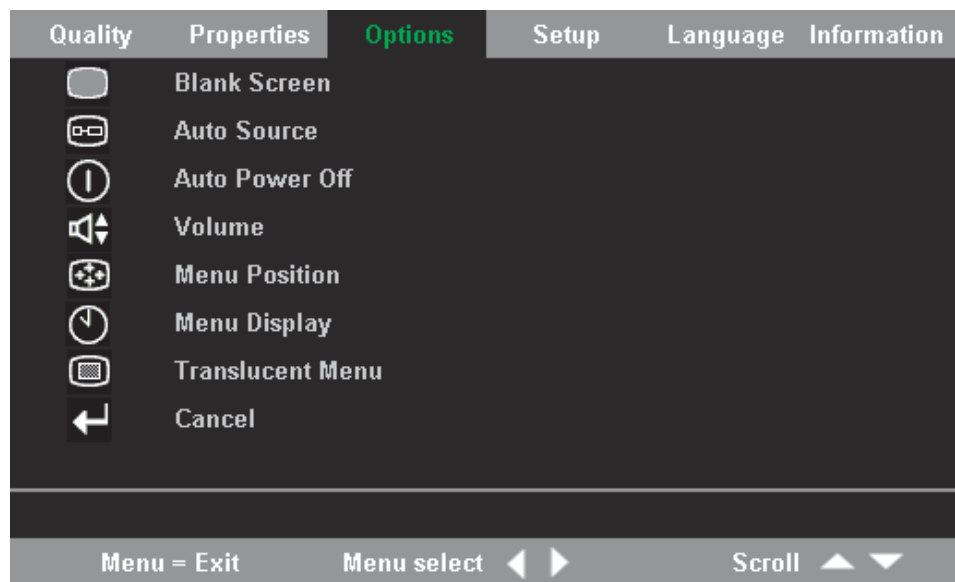 Quality Properties Options Setup Language Information
Blank Screen
Auto Source
Auto Power Off
Volume
Menu Position
Menu Display
Translucent Menu
Cancel
Menu = Exit Menu select Scroll